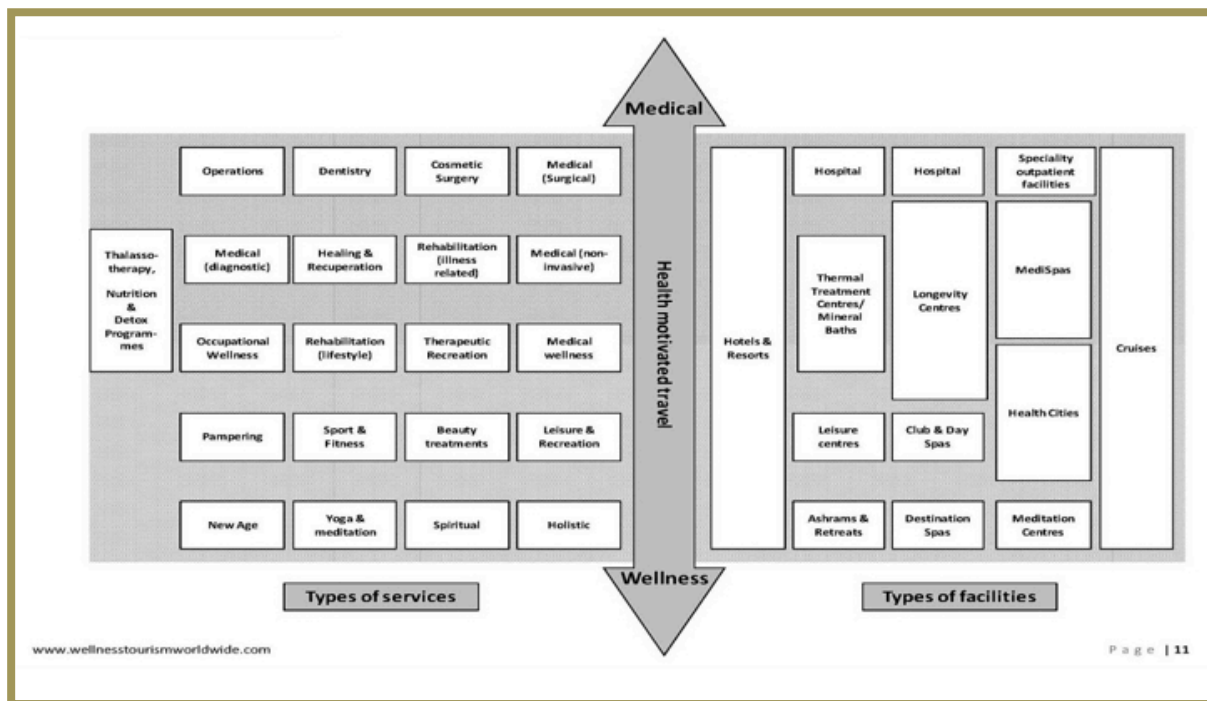 Medical
Operations
Dentistry
Cosmetic
Surgery
Medical
(Surgical)
Thalasso-
therapy,
Nutrition
&
Detox
Program-
mes
Medical
(diagnostic)
Healing &
Recuperation
Rehabilitation
(illness
related)
Medical (non-
invasive)
Occupational
Wellness
Rehabilitation
(lifestyle)
Therapeutic
Recreation
Medical
wellness
Pampering
Sport &
Fitness
Beauty
treatments
Leisure &
Recreation
New Age
Yoga &
meditation
Spiritual
Holistic
Health motivated travel
Hotels &
Resorts
Hospital
Hospital
Speciality
outpatient
facilities
Thermal
Treatment
Centres/
Mineral
Baths
Longevity
Centres
MediSpas
Cruises
Health Cities
Leisure
centres
Club & Day
Spas
Ashrams &
Retreats
Destination
Spas
Meditation
Centres
Wellness
Types of services
Types of facilities
www.wellnesstourismworldwide.com
Page | 11